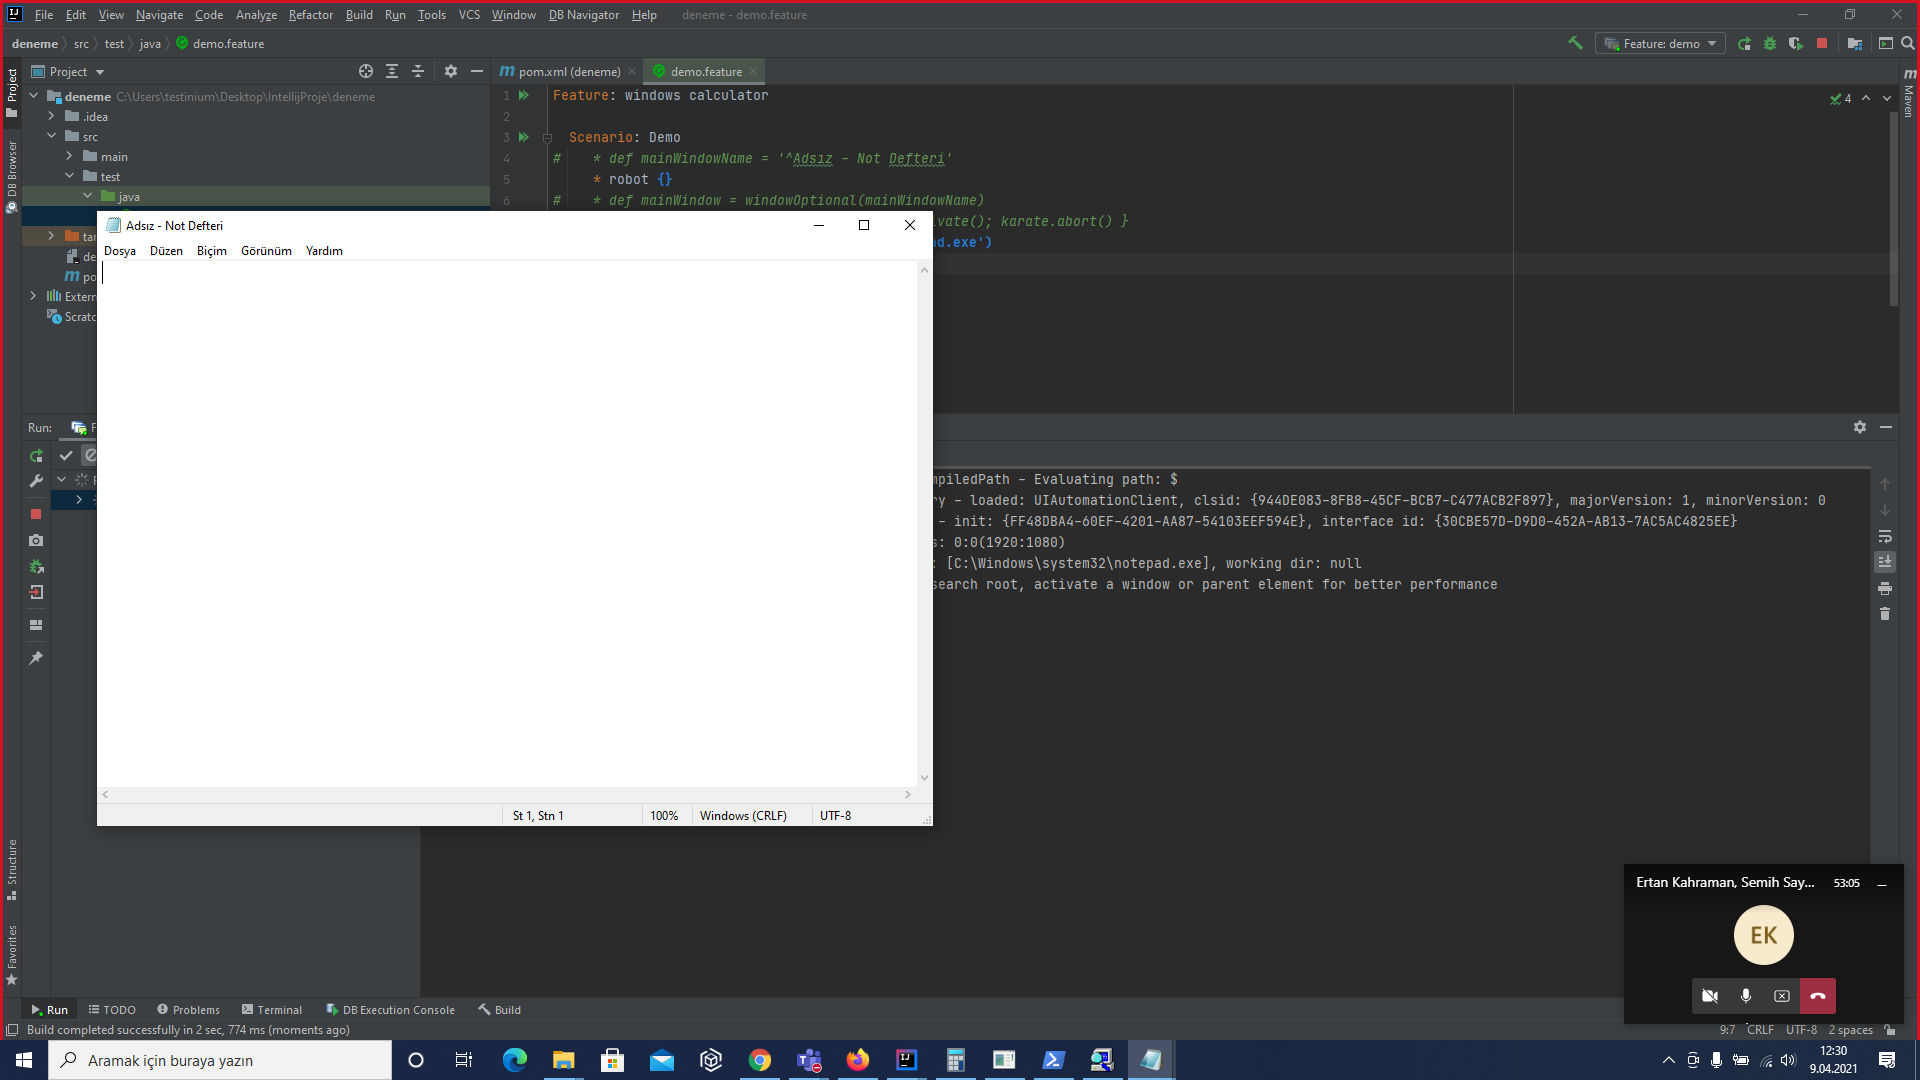 File Edit View Navigate Code Analyze Refactor Build Run Tools VCS Window DB Navigator Help deneme - demo.feature
deneme src test java demo.feature
Feature: demo
Project
pom.xml (deneme)
demo.feature
Project
DB Browser
Structure
Favorites
Maven
deneme C:\Users\testinium\Desktop\IntellijProje\deneme
.idea
src
main
test
java
tar
de
po
Extern
Scratc
1 Feature: windows calculator
2
3 Scenario: Demo
4 # * def mainWindowName = '^Adsız - Not Defteri'
5 * robot {}
6 # * def mainWindow = windowOptional(mainWindowName)
vate(); karate.abort() }
d.exe')
4
Adsız - Not Defteri
Dosya Düzen Biçim Görünüm Yardım
St 1, Stn 1 100% Windows (CRLF) UTF-8
Run:
mpiledPath - Evaluating path: $
ry - loaded: UIAutomationClient, clsid: {944DE083-8FB8-45CF-BCB7-C477ACB2F897}, majorVersion: 1, minorVersion: 0
- init: {FF48DBA4-60EF-4201-AA87-54103EEF594E}, interface id: {30CBE57D-D9D0-452A-AB13-7AC5AC4825EE}
s: 0:0(1920:1080)
: [C:\Windows\system32\notepad.exe], working dir: null
search root, activate a window or parent element for better performance
Ertan Kahraman, Semih Say... 53:05
EK
Run TODO Problems Terminal DB Execution Console Build
Build completed successfully in 2 sec, 774 ms (moments ago)
9:7 CRLF UTF-8 2 spaces
Aramak için buraya yazın
12:30
9.04.2021